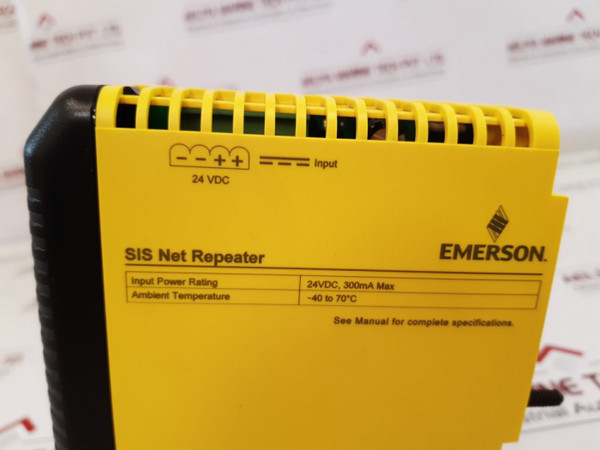 − − + +
Input
24 VDC
EMERSON
SIS Net Repeater
Input Power Rating 24VDC, 300mA Max
Ambient Temperature -40 to 70°C
See Manual for complete specifications.